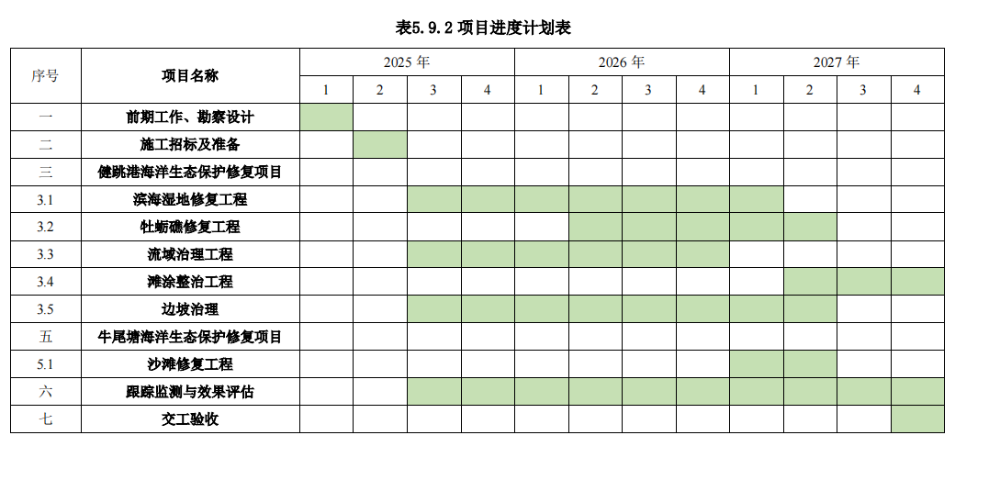 表5.9.2 项目进度计划表
序号 项目名称 2025 年 2026 年 2027 年
1 2 3 4 1 2 3 4 1 2 3 4
一 前期工作、勘察设计
二 施工招标及准备
三 健跳港海洋生态保护修复项目
3.1 滨海湿地修复工程
3.2 牡蛎礁修复工程
3.3 流域治理工程
3.4 滩涂整治工程
3.5 边坡治理
五 牛尾塘海洋生态保护修复项目
5.1 沙滩修复工程
六 跟踪监测与效果评估
七 交工验收